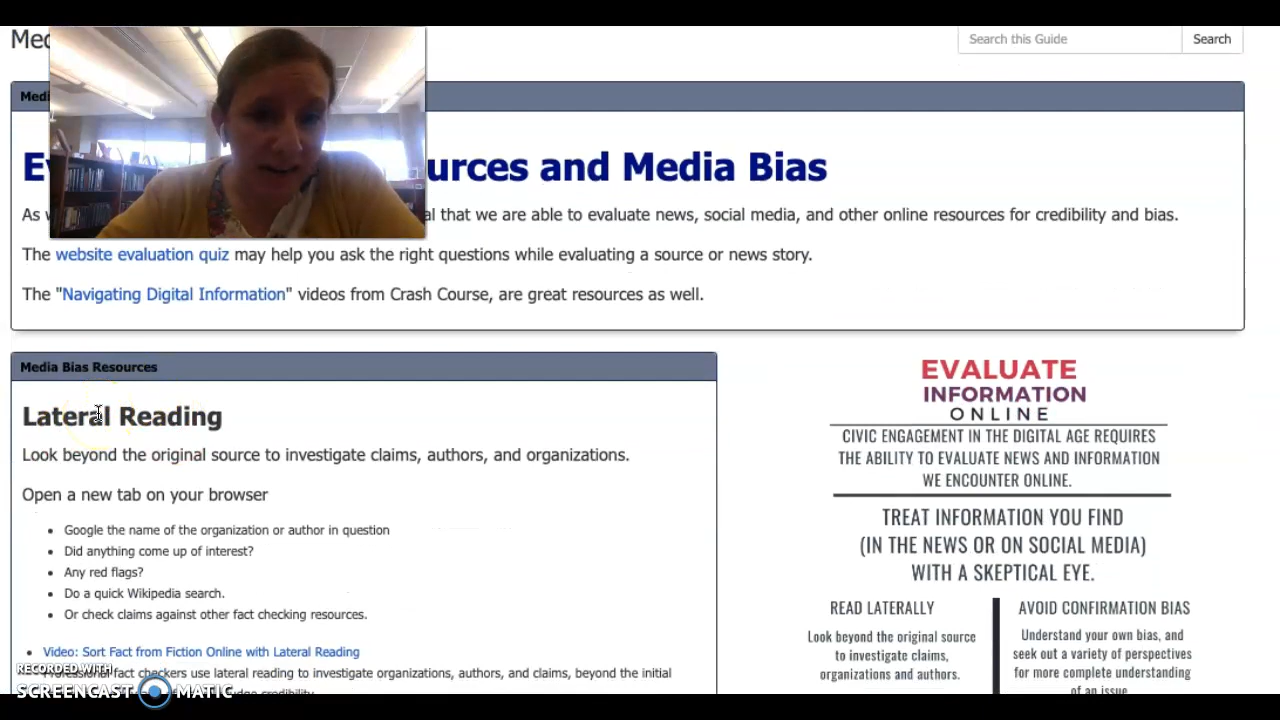 Med
Search this Guide
Search
Medi
Ev urces and Media Bias
As w al that we are able to evaluate news, social media, and other online resources for credibility and bias.
The website evaluation quiz may help you ask the right questions while evaluating a source or news story.
The "Navigating Digital Information" videos from Crash Course, are great resources as well.
Media Bias Resources
Lateral Reading
Look beyond the original source to investigate claims, authors, and organizations.
Open a new tab on your browser
• Google the name of the organization or author in question
• Did anything come up of interest?
• Any red flags?
• Do a quick Wikipedia search.
• Or check claims against other fact checking resources.
• Video: Sort Fact from Fiction Online with Lateral Reading
fact checkers use lateral reading to investigate organizations, authors, and claims, beyond the initial
EVALUATE
INFORMATION
ONLINE
CIVIC ENGAGEMENT IN THE DIGITAL AGE REQUIRES
THE ABILITY TO EVALUATE NEWS AND INFORMATION
WE ENCOUNTER ONLINE.
TREAT INFORMATION YOU FIND
(IN THE NEWS OR ON SOCIAL MEDIA)
WITH A SKEPTICAL EYE.
READ LATERALLY
Look beyond the original source
to investigate claims,
organizations and authors.
AVOID CONFIRMATION BIAS
Understand your own bias, and
seek out a variety of perspectives
for more complete understanding
of an issue
RECORDED WITH
SCREENCAST MATIC